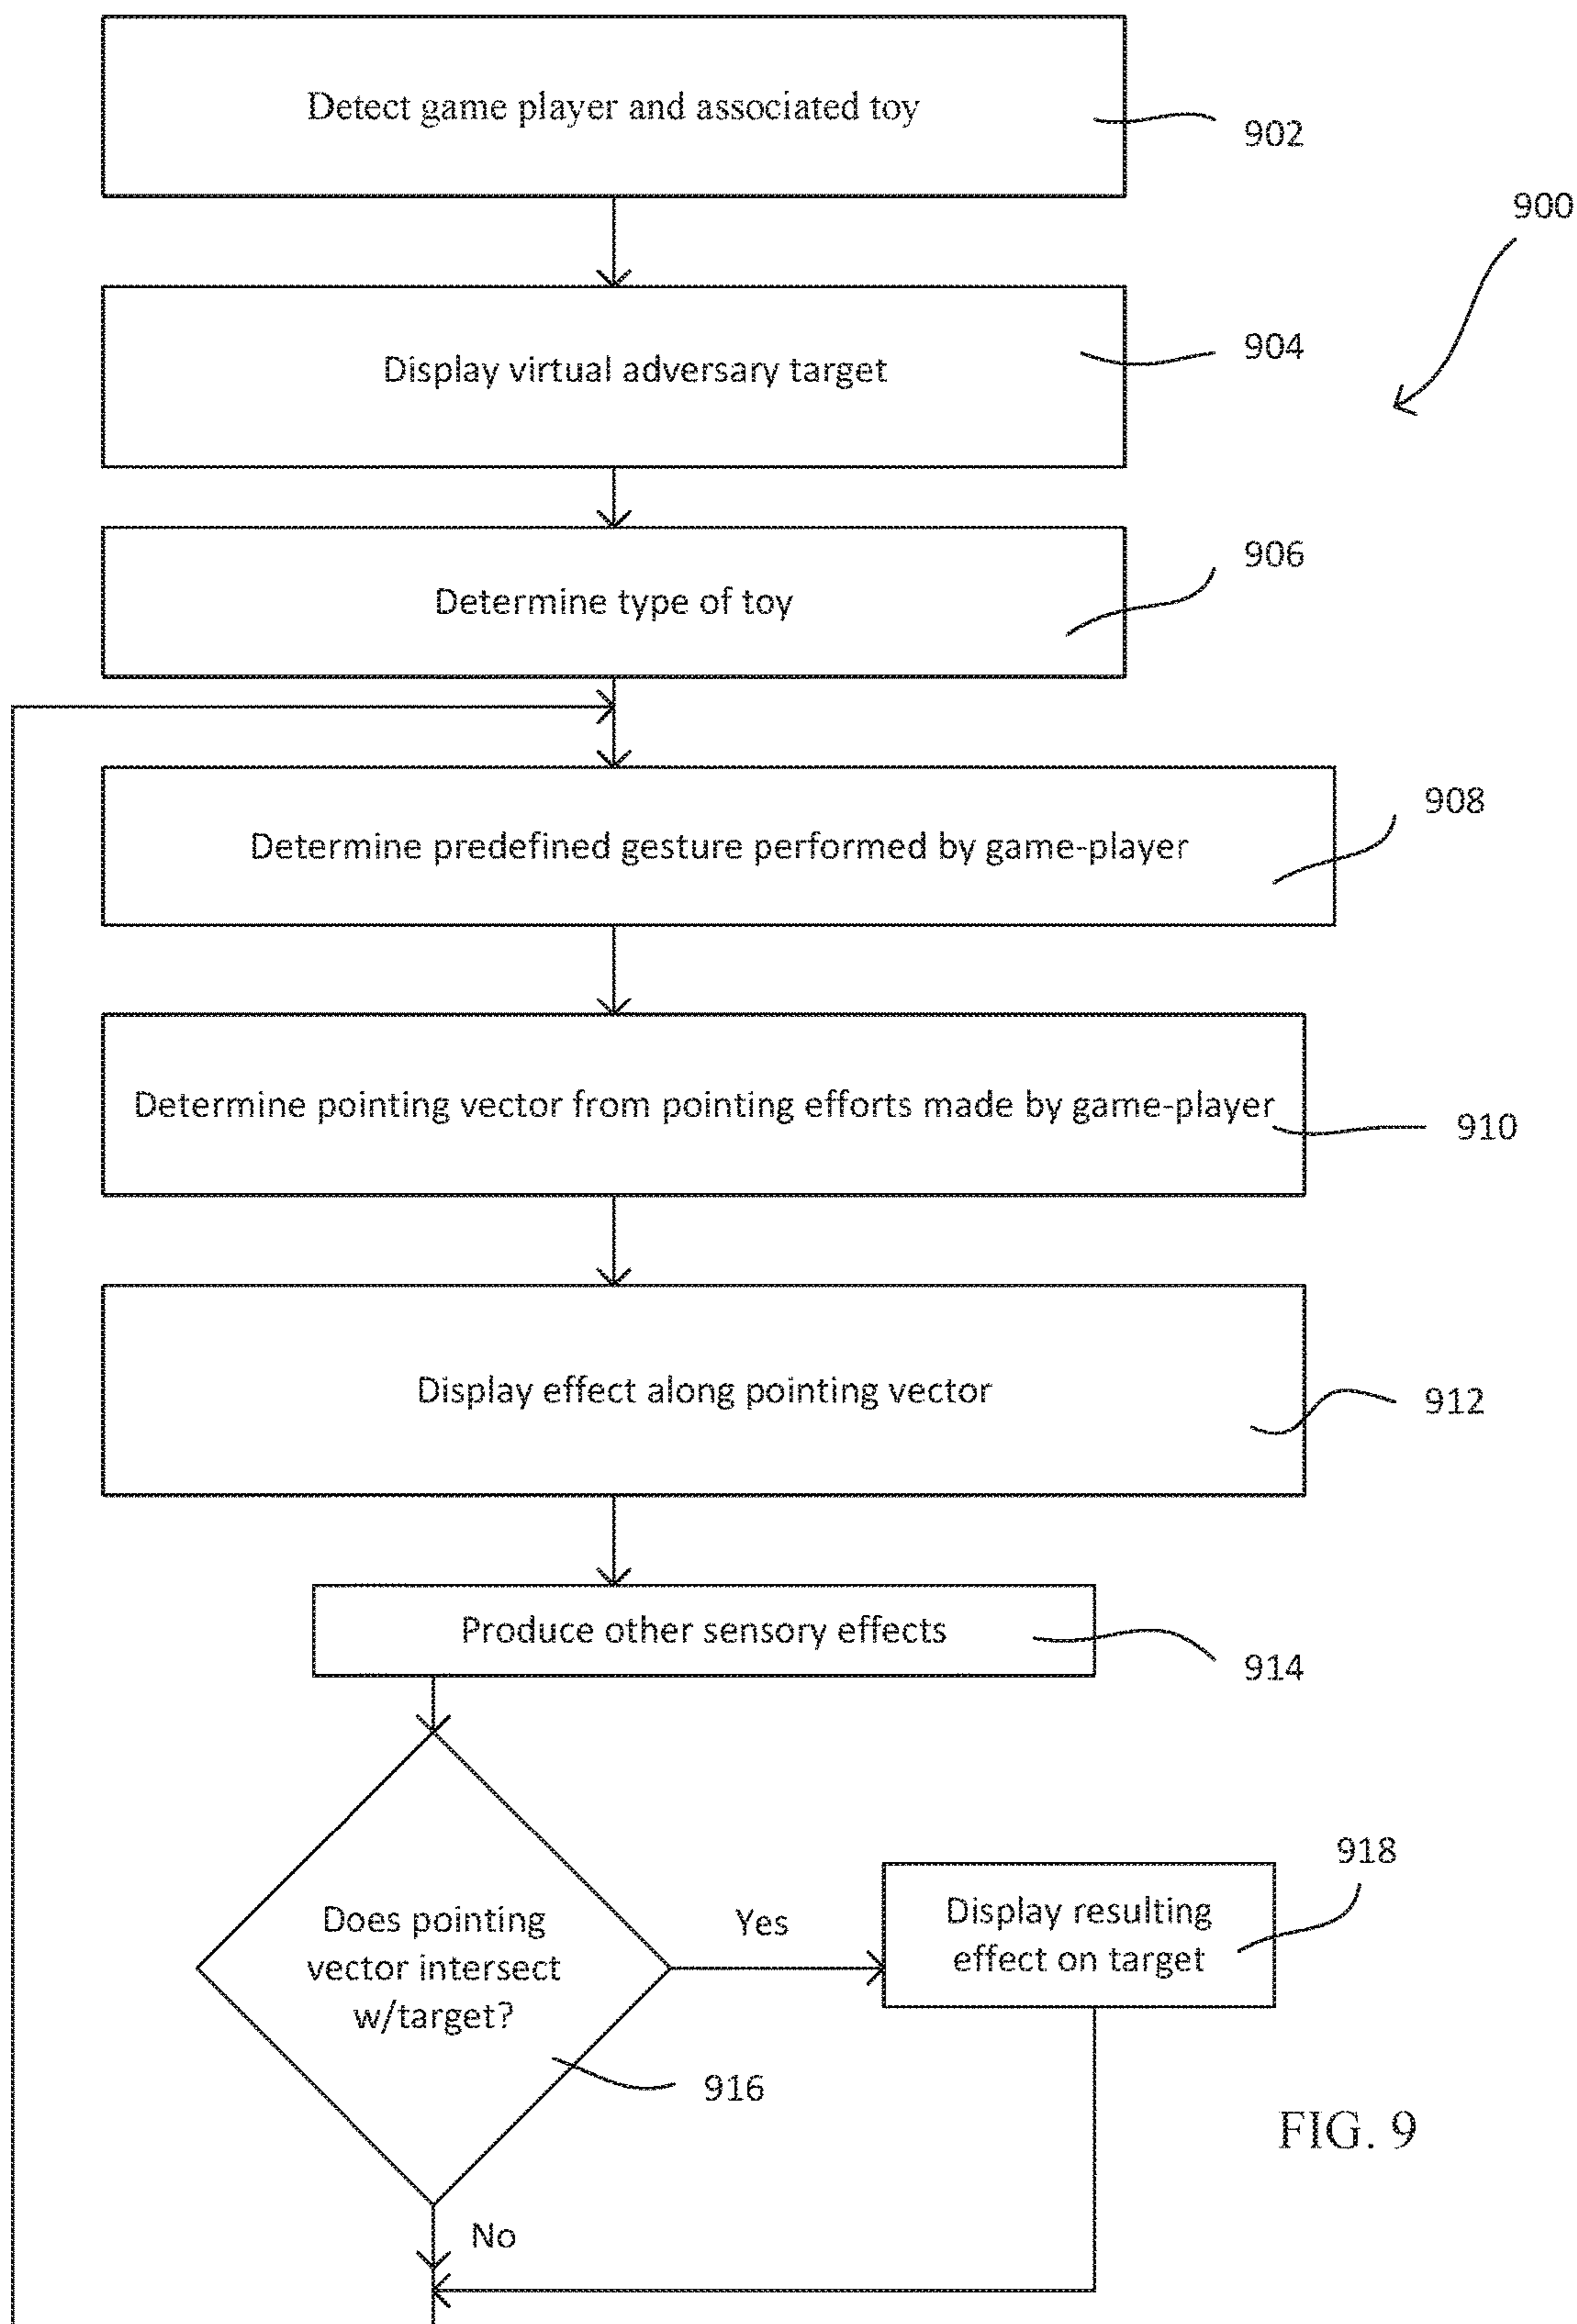 Detect game player and associated toy
902
900
Display virtual adversary target
904
Determine type of toy
906
Determine predefined gesture performed by game-player
908
Determine pointing vector from pointing efforts made by game-player
910
Display effect along pointing vector
912
Produce other sensory effects
914
Does pointing
vector intersect
w/target?
916
Yes
Display resulting
effect on target
918
No
FIG. 9